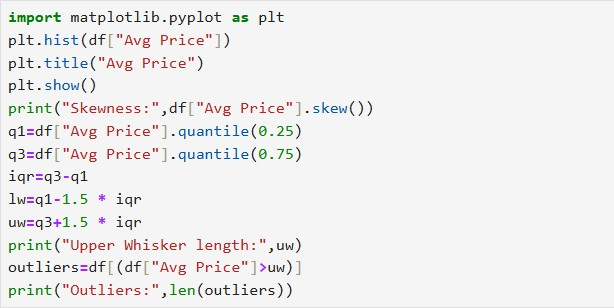 import matplotlib.pyplot as plt
plt.hist(df["Avg Price"])
plt.title("Avg Price")
plt.show()
print("Skewness:",df["Avg Price"].skew())
q1=df["Avg Price"].quantile(0.25)
q3=df["Avg Price"].quantile(0.75)
iqr=q3-q1
lw=q1-1.5 * iqr
uw=q3+1.5 * iqr
print("Upper Whisker length:",uw)
outliers=df[(df["Avg Price"]>uw)]
print("Outliers:",len(outliers))